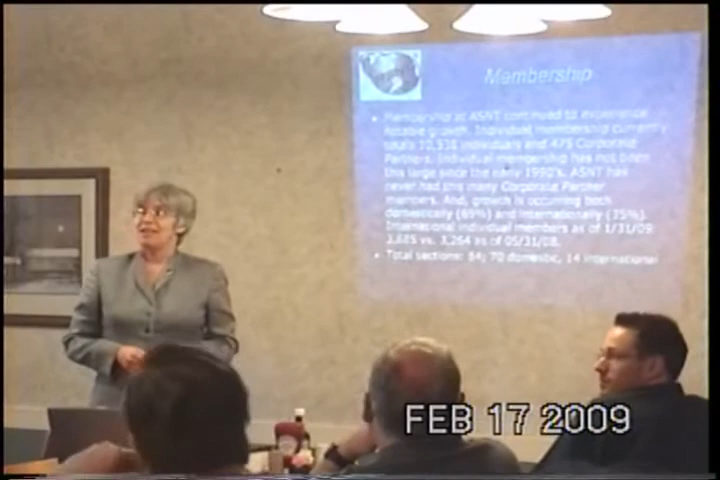 Membership
• Membership at ASNT continued to experience
notable growth. Individual membership currently
totals 10,538 individuals and 475 Corporate
Partners. Individual membership has not been
this large since the early 1990's. ASNT has
never had this many Corporate Partner
members. And, growth is occurring both
domestically (65%) and internationally (35%).
International individual members as of 1/31/09
3,685 vs. 3,264 as of 05/31/08.
• Total sections: 84; 70 domestic, 14 international
FEB 17 2009